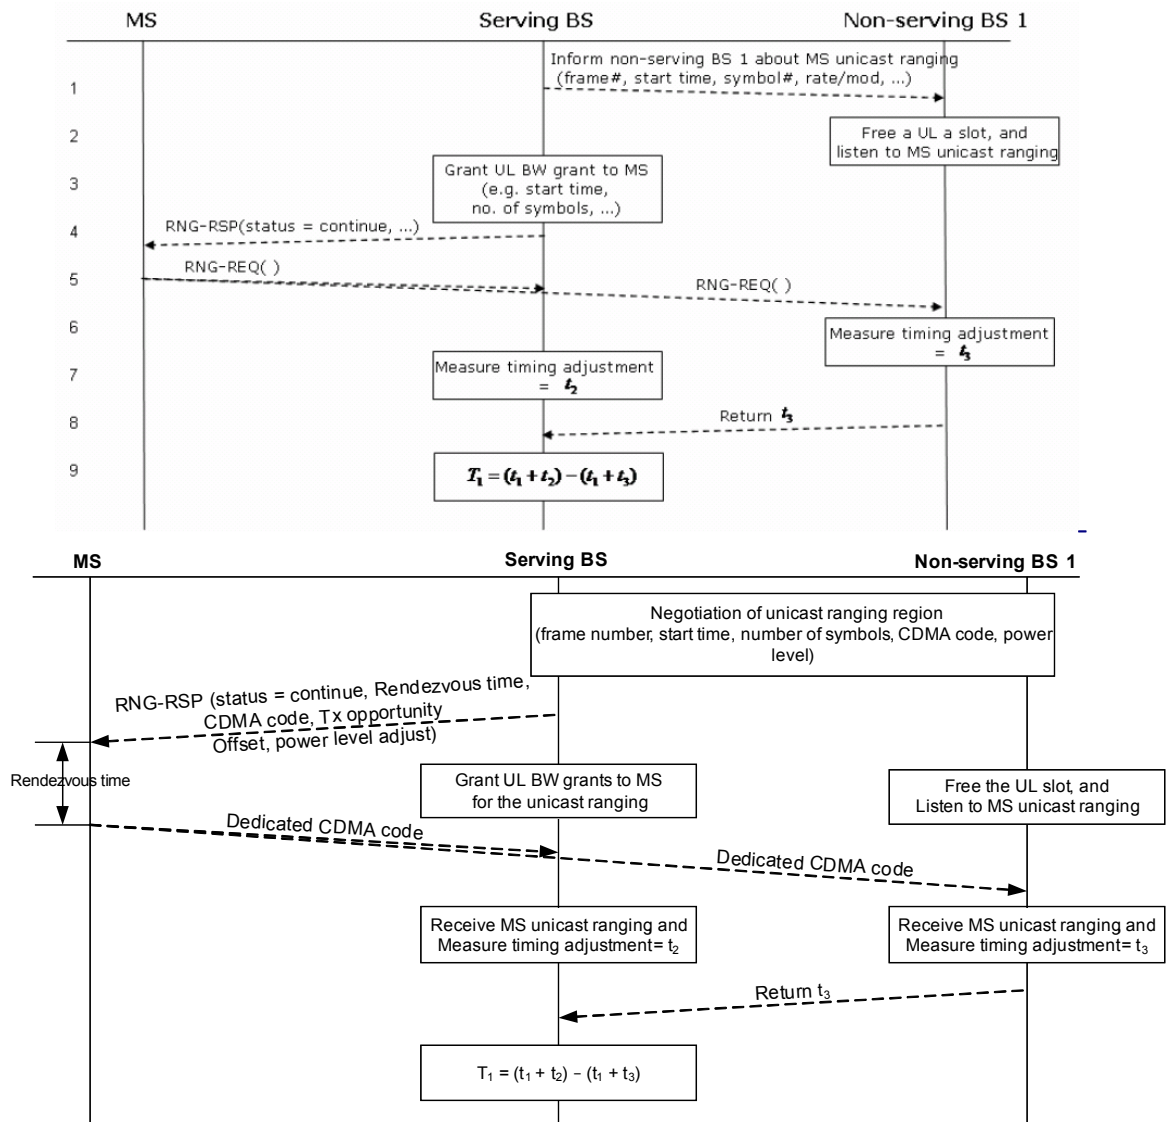 MS Serving BS Non-serving BS 1
Inform non-serving BS 1 about MS unicast ranging
(frame#, start time, symbol#, rate/mod, ...)
1
2
Free a UL a slot, and
listen to MS unicast ranging
Grant UL BW grant to MS
(e.g. start time,
no. of symbols, ...)
3
RNG-RSP(status = continue, ...)
4
RNG-REQ( )
5
RNG-REQ( )
6
Measure timing adjustment
= t₃
7
Measure timing adjustment
= t₂
8
Return t₃
9
T₁ = (t₁ + t₂) − (t₁ + t₃)
MS Serving BS Non-serving BS 1
Negotiation of unicast ranging region
(frame number, start time, number of symbols, CDMA code, power
level)
RNG-RSP (status = continue, Rendezvous time,
CDMA code, Tx opportunity
Offset, power level adjust)
Rendezvous time
Grant UL BW grants to MS
for the unicast ranging
Free the UL slot, and
Listen to MS unicast ranging
Dedicated CDMA code
Dedicated CDMA code
Receive MS unicast ranging and
Measure timing adjustment= t₂
Receive MS unicast ranging and
Measure timing adjustment= t₃
Return t₃
T₁ = (t₁ + t₂) – (t₁ + t₃)